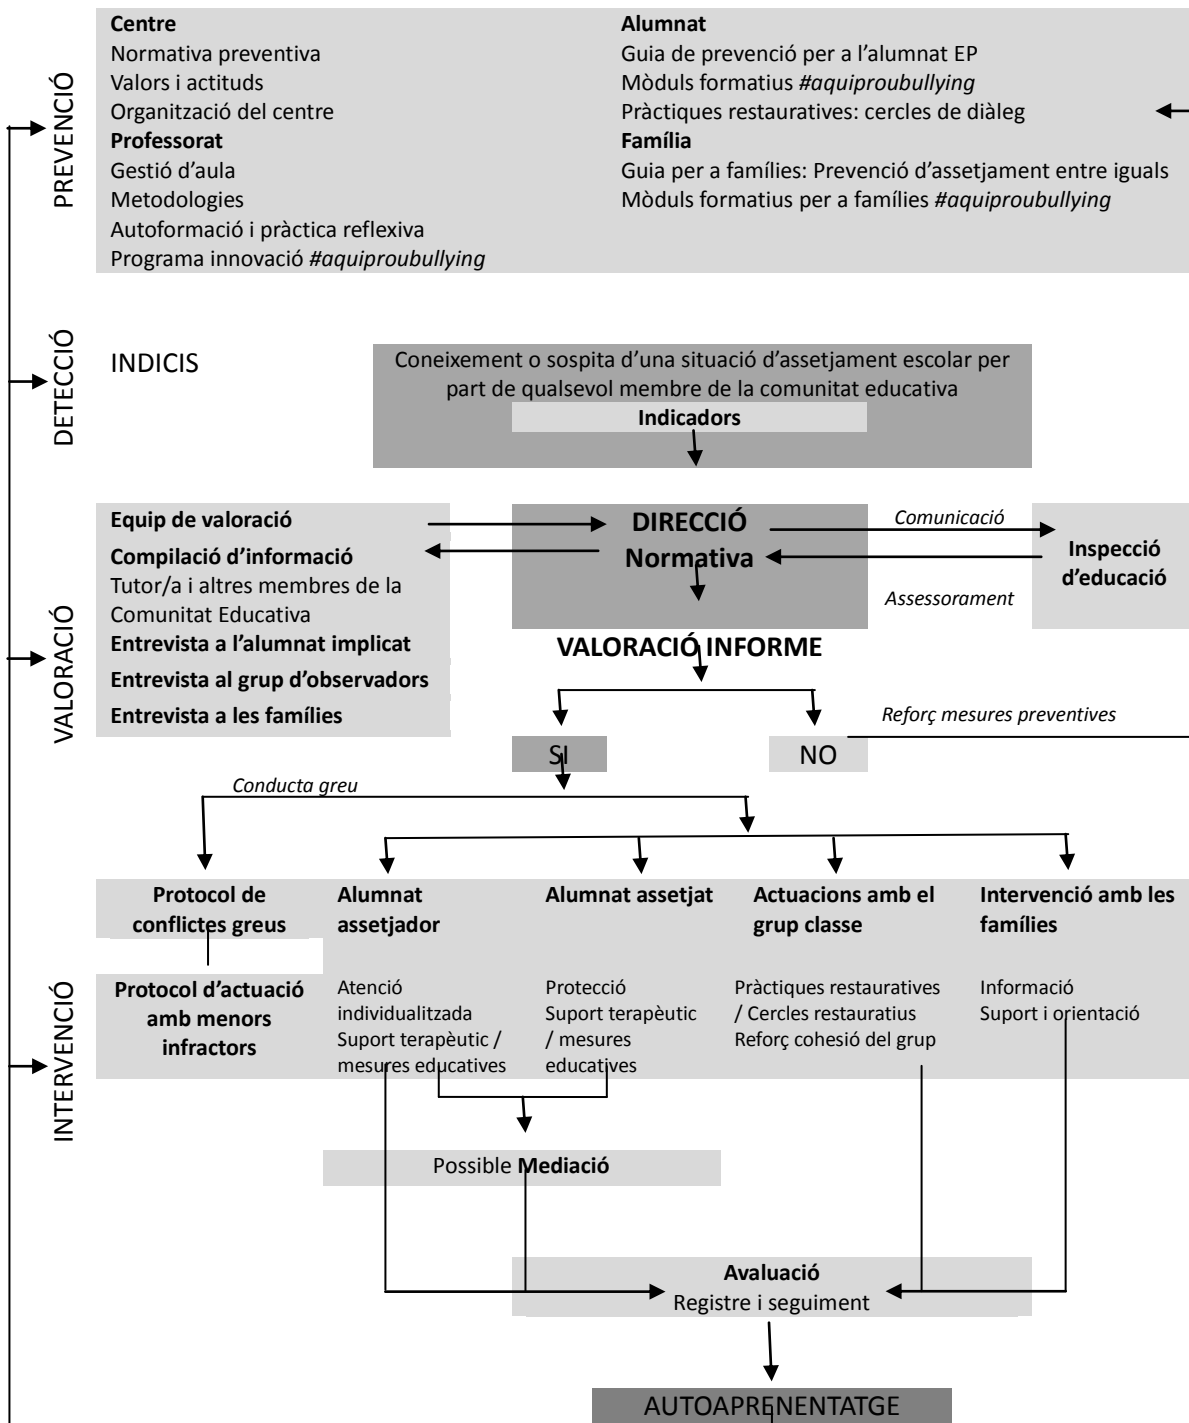 PREVENCIÓ
Centre
Normativa preventiva
Valors i actituds
Organització del centre
Professorat
Gestió d’aula
Metodologies
Autoformació i pràctica reflexiva
Programa innovació #aquiproubullying
Alumnat
Guia de prevenció per a l’alumnat EP
Mòduls formatius #aquiproubullying
Pràctiques restauratives: cercles de diàleg
Família
Guia per a famílies: Prevenció d’assetjament entre iguals
Mòduls formatius per a famílies #aquiproubullying
DETECCIÓ
INDICIS
Coneixement o sospita d’una situació d’assetjament escolar per
part de qualsevol membre de la comunitat educativa
Indicadors
VALORACIÓ
Equip de valoració
Compilació d’informació
Tutor/a i altres membres de la
Comunitat Educativa
Entrevista a l’alumnat implicat
Entrevista al grup d’observadors
Entrevista a les famílies
DIRECCIÓ
Normativa
Comunicació
Assessorament
Inspecció
d’educació
VALORACIÓ INFORME
SI
NO
Reforç mesures preventives
Conducta greu
INTERVENCIÓ
Protocol de
conflictes greus
Protocol d’actuació
amb menors
infractors
Alumnat
assetjador
Atenció
individualitzada
Suport terapèutic /
mesures educatives
Alumnat assetjat
Protecció
Suport terapèutic
/ mesures
educatives
Actuacions amb el
grup classe
Pràctiques restauratives
/ Cercles restauratius
Reforç cohesió del grup
Intervenció amb les
famílies
Informació
Suport i orientació
Possible Mediació
Avaluació
Registre i seguiment
AUTOAPRENENTATGE